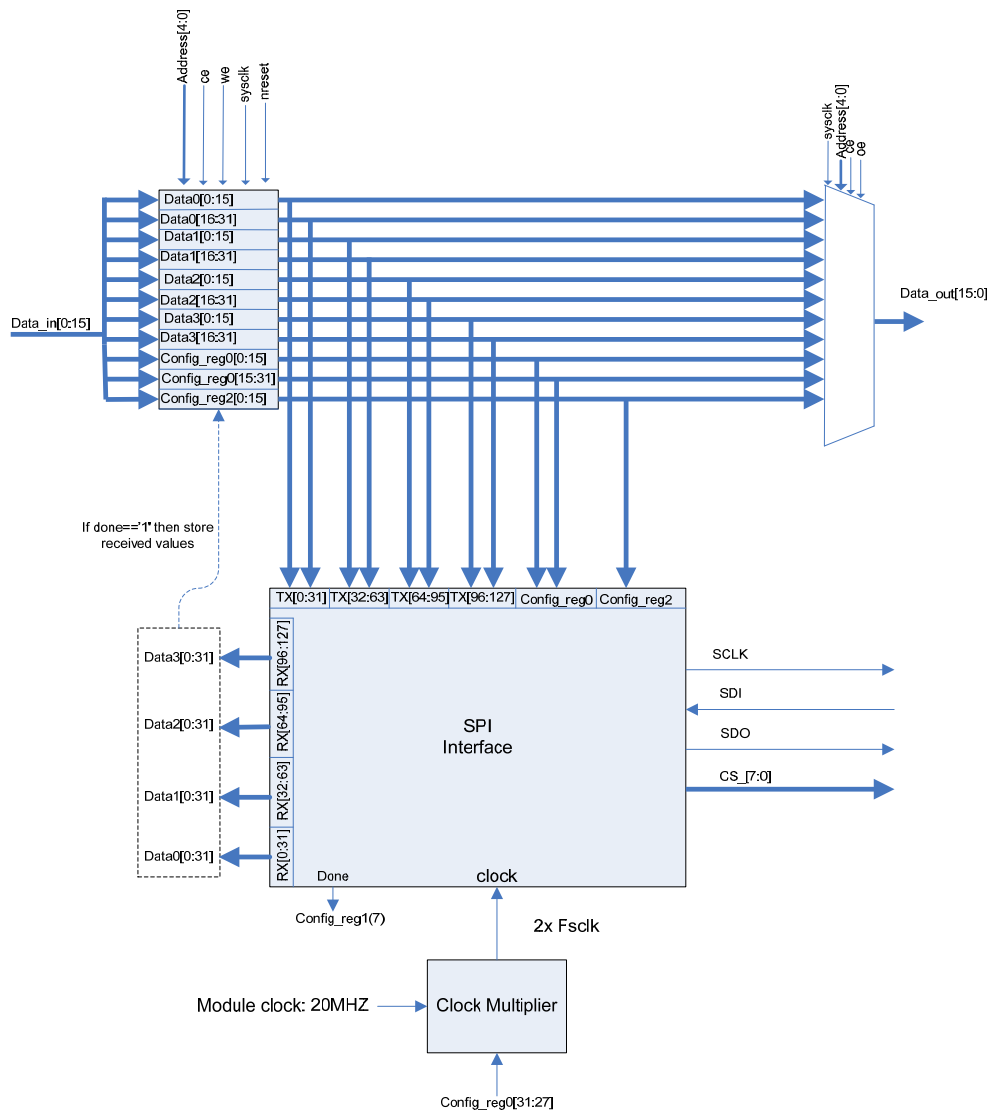 Address[4:0]
ce
we
sysclk
nreset
sysclk
Address[4:0]
ce
oe
Data0[0:15]
Data0[16:31]
Data1[0:15]
Data1[16:31]
Data2[0:15]
Data2[16:31]
Data3[0:15]
Data3[16:31]
Config_reg0[0:15]
Config_reg0[15:31]
Config_reg2[0:15]
Data_in[0:15]
Data_out[15:0]
If done=='1' then store
received values
TX[0:31]
TX[32:63]
TX[64:95]
TX[96:127]
Config_reg0
Config_reg2
Data3[0:31]
Data2[0:31]
Data1[0:31]
Data0[0:31]
RX[96:127]
RX[64:95]
RX[32:63]
RX[0:31]
SPI
Interface
SCLK
SDI
SDO
CS_[7:0]
Done
clock
Config_reg1(7)
2x Fsclk
Module clock: 20MHZ
Clock Multiplier
Config_reg0[31:27]